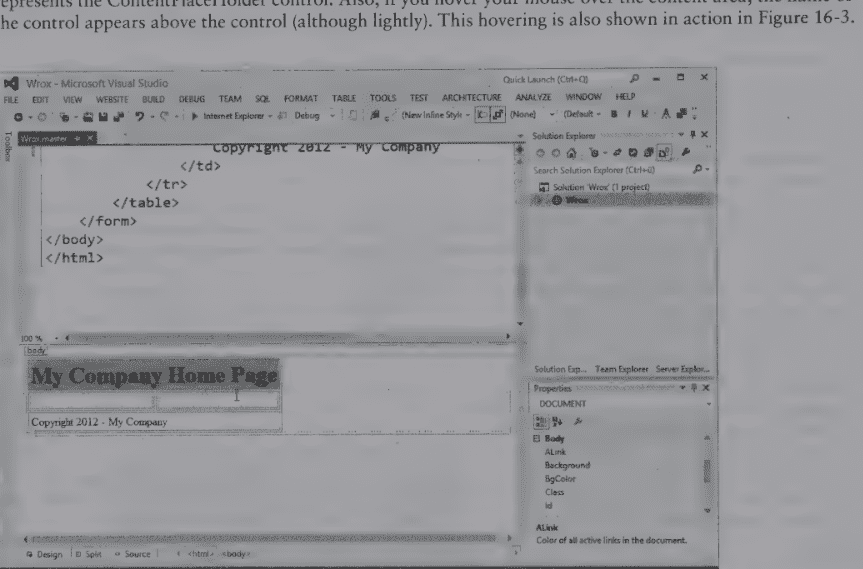 epresents the ContentPlaceHolder control. Also, if you hover your mouse over the content area, the name of
he control appears above the control (although lightly). This hovering is also shown in action in Figure 16-3.
Wrox - Microsoft Visual Studio
Quick Launch (Ctrl+Q)
FILE EDIT VIEW WEBSITE BUILD DEBUG TEAM SQL FORMAT TABLE TOOLS TEST ARCHITECTURE ANALYZE WINDOW HELP
Internet Explorer Debug (New Inline Style (None) (Default B I U A
Toolbox
Wrox.master
Copyright 2012 - My Company
</td>
</tr>
</table>
</form>
</body>
</html>
100 %
body
My Company Home Page
Copyright 2012 - My Company
Design Split Source <html> <body>
Solution Explorer
Search Solution Explorer (Ctrl+ü)
Solution 'Wrox' (1 project)
Wrox
Solution Exp... Team Explorer Server Explor...
Properties
DOCUMENT
Body
ALink
Background
BgColor
Class
Id
ALink
Color of all active links in the document.